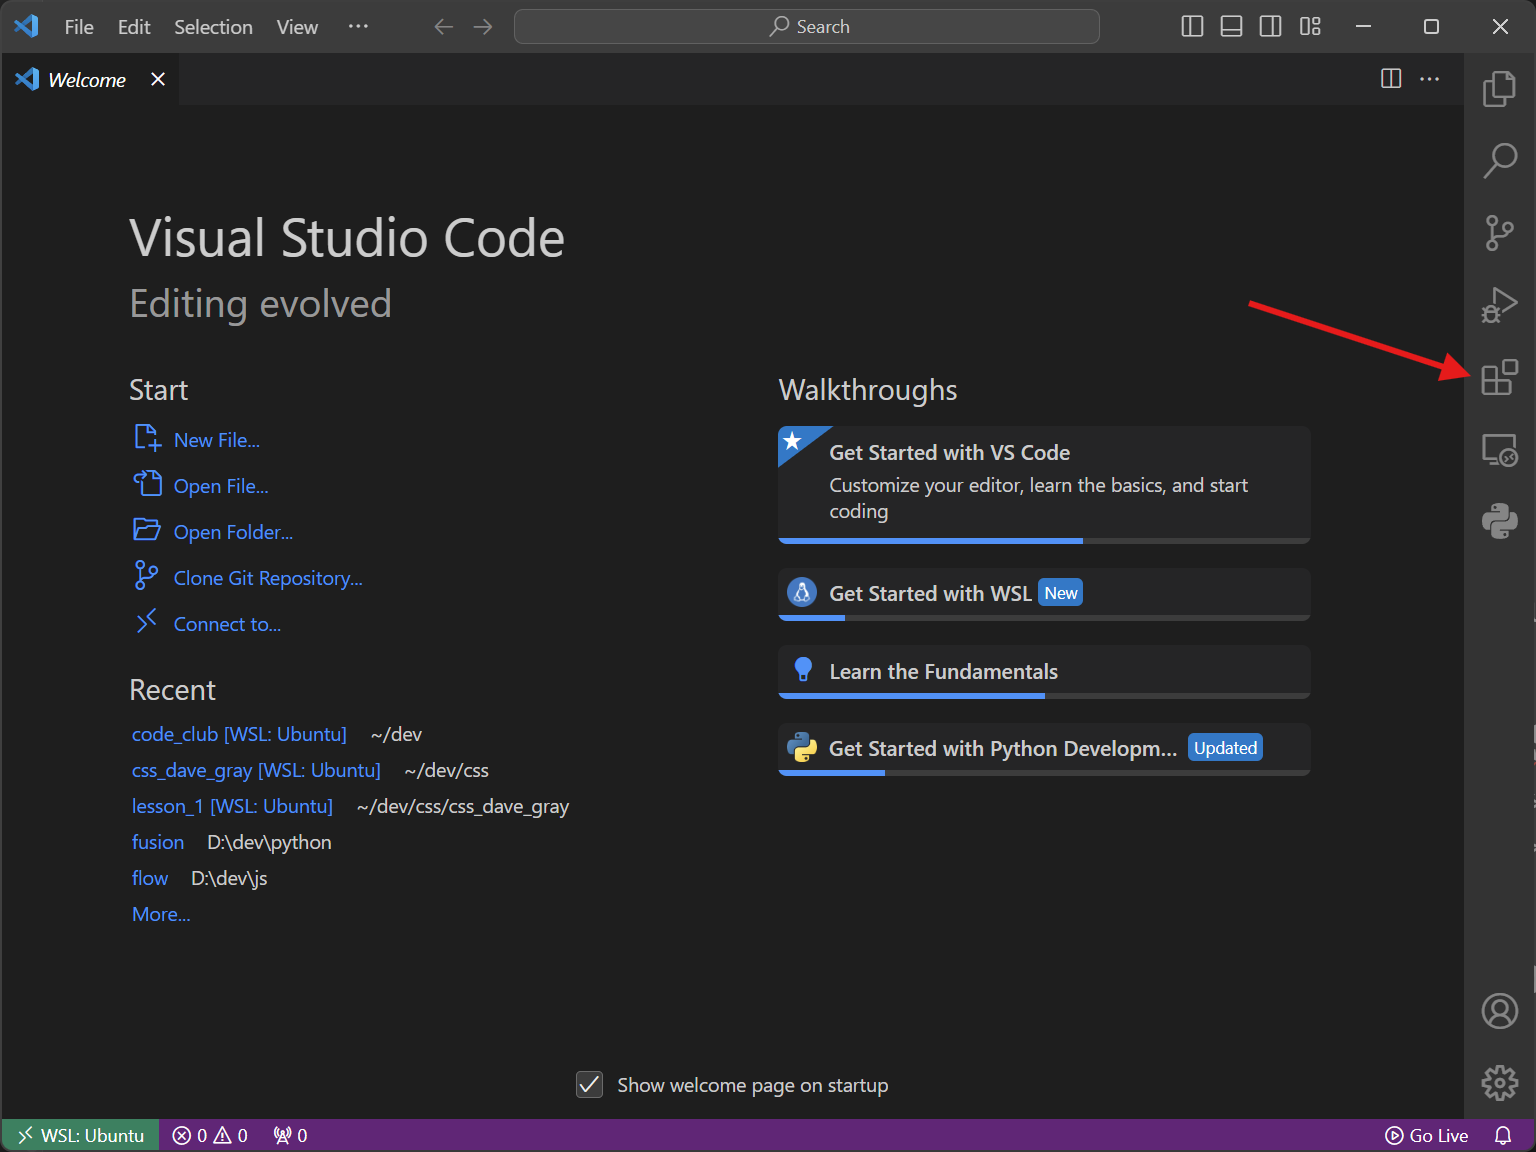 File Edit Selection View ··· Search
Welcome
Visual Studio Code
Editing evolved
Start
New File...
Open File...
Open Folder...
Clone Git Repository...
Connect to...
Recent
code_club [WSL: Ubuntu] ~/dev
css_dave_gray [WSL: Ubuntu] ~/dev/css
lesson_1 [WSL: Ubuntu] ~/dev/css/css_dave_gray
fusion D:\dev\python
flow D:\dev\js
More...
Walkthroughs
Get Started with VS Code
Customize your editor, learn the basics, and start
coding
Get Started with WSL New
Learn the Fundamentals
Get Started with Python Developm... Updated
Show welcome page on startup
WSL: Ubuntu 0 0 0 Go Live